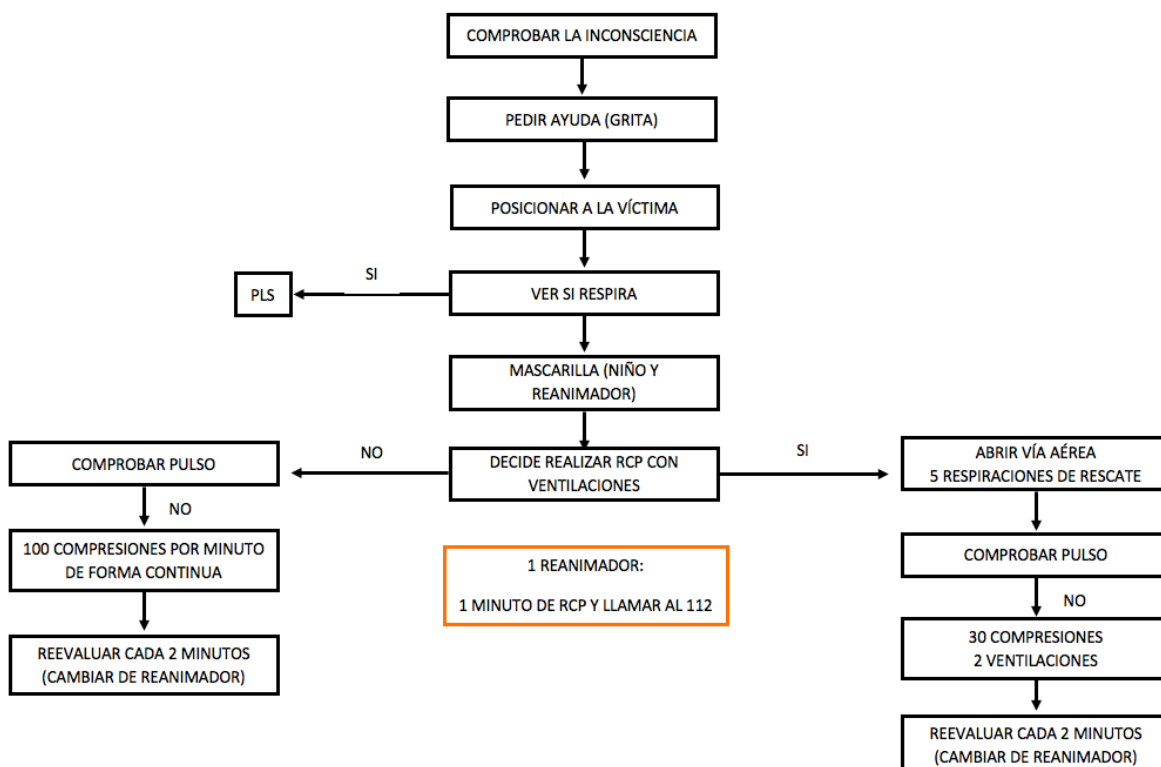 COMPROBAR LA INCONSCIENCIA
PEDIR AYUDA (GRITA)
POSICIONAR A LA VÍCTIMA
SI
PLS
VER SI RESPIRA
MASCARILLA (NIÑO Y
REANIMADOR)
NO
DECIDE REALIZAR RCP CON
VENTILACIONES
SI
COMPROBAR PULSO
NO
100 COMPRESIONES POR MINUTO
DE FORMA CONTINUA
REEVALUAR CADA 2 MINUTOS
(CAMBIAR DE REANIMADOR)
1 REANIMADOR:
1 MINUTO DE RCP Y LLAMAR AL 112
ABRIR VÍA AÉREA
5 RESPIRACIONES DE RESCATE
COMPROBAR PULSO
NO
30 COMPRESIONES
2 VENTILACIONES
REEVALUAR CADA 2 MINUTOS
(CAMBIAR DE REANIMADOR)